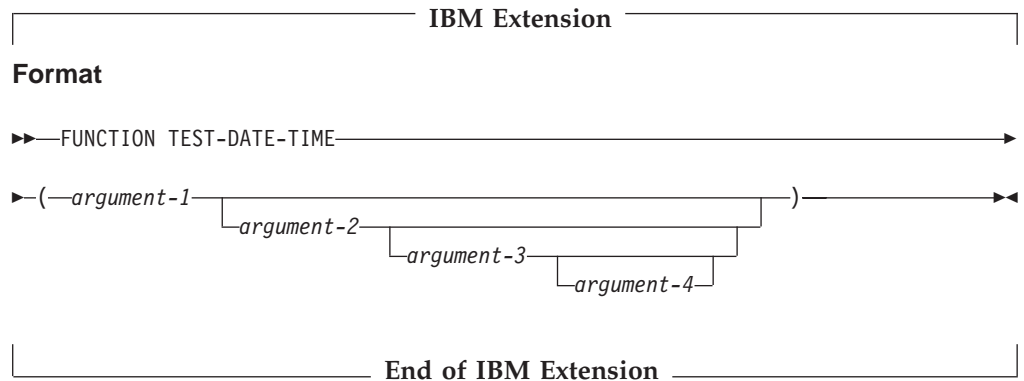 IBM Extension
Format
FUNCTION TEST-DATE-TIME
( argument-1 )
argument-2
argument-3
argument-4
End of IBM Extension